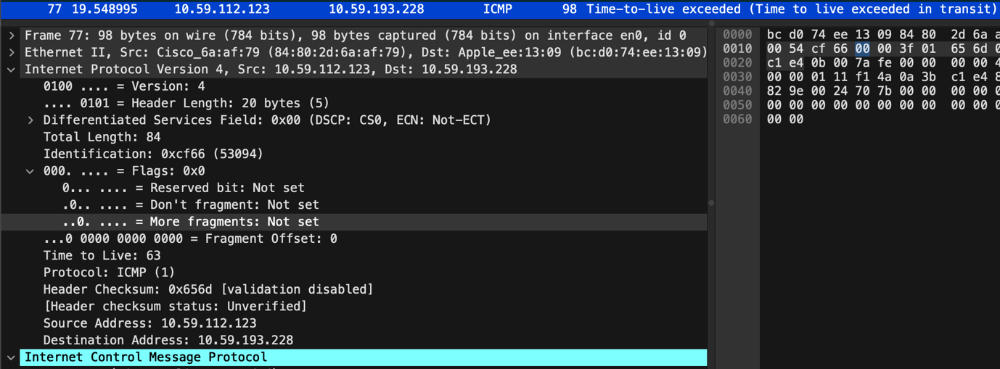 77 19.548995 10.59.112.123 10.59.193.228 ICMP 98 Time-to-live exceeded (Time to live exceeded in transit)
Frame 77: 98 bytes on wire (784 bits), 98 bytes captured (784 bits) on interface en0, id 0
Ethernet II, Src: Cisco_6a:af:79 (84:80:2d:6a:af:79), Dst: Apple_ee:13:09 (bc:d0:74:ee:13:09)
Internet Protocol Version 4, Src: 10.59.112.123, Dst: 10.59.193.228
0100 .... = Version: 4
.... 0101 = Header Length: 20 bytes (5)
Differentiated Services Field: 0x00 (DSCP: CS0, ECN: Not-ECT)
Total Length: 84
Identification: 0xcf66 (53094)
000. .... = Flags: 0x0
0... .... = Reserved bit: Not set
.0.. .... = Don't fragment: Not set
..0. .... = More fragments: Not set
...0 0000 0000 0000 = Fragment Offset: 0
Time to Live: 63
Protocol: ICMP (1)
Header Checksum: 0x656d [validation disabled]
[Header checksum status: Unverified]
Source Address: 10.59.112.123
Destination Address: 10.59.193.228
Internet Control Message Protocol
0000 bc d0 74 ee 13 09 84 80 2d 6a
0010 00 54 cf 66 00 00 3f 01 65 6d
0020 c1 e4 0b 00 7a fe 00 00 00 00
0030 00 00 01 11 f1 4a 0a 3b c1 e4
0040 82 9e 00 24 70 7b 00 00 00 00
0050 00 00 00 00 00 00 00 00 00 00
0060 00 00